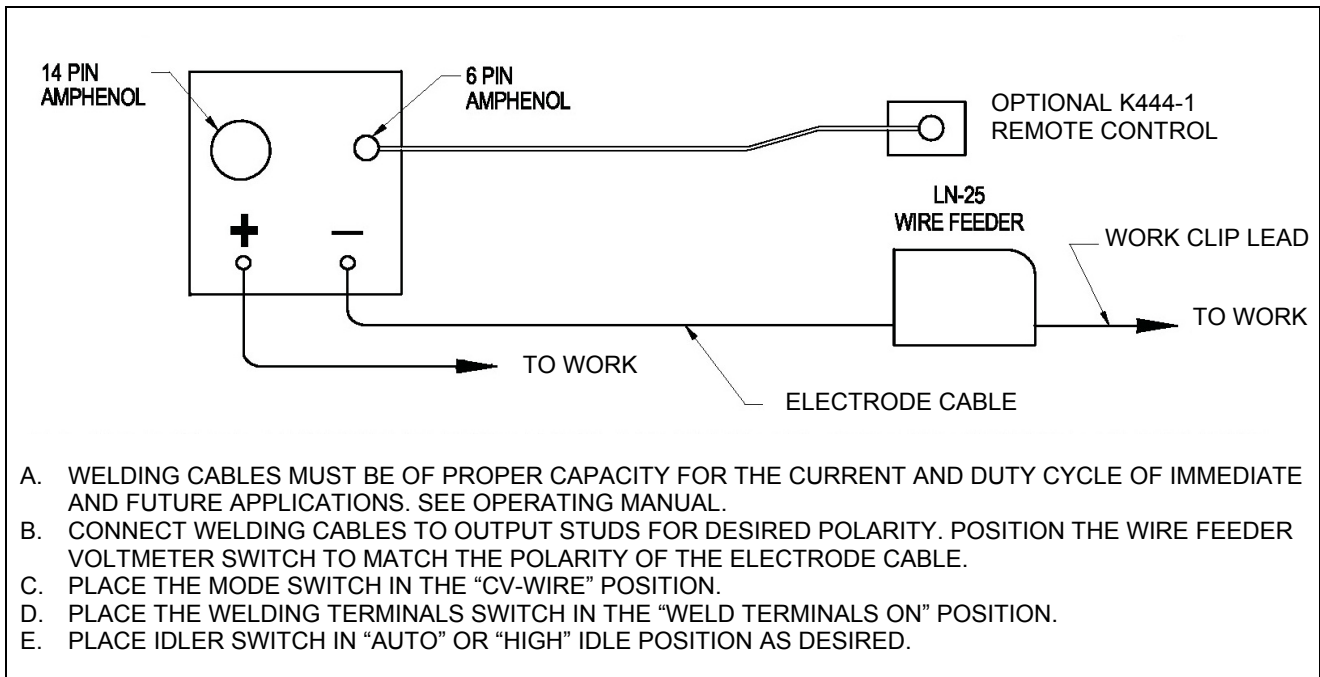 14 PIN
AMPHENOL
6 PIN
AMPHENOL
OPTIONAL K444-1
REMOTE CONTROL
LN-25
WIRE FEEDER
WORK CLIP LEAD
+
–
TO WORK
TO WORK
ELECTRODE CABLE
A. WELDING CABLES MUST BE OF PROPER CAPACITY FOR THE CURRENT AND DUTY CYCLE OF IMMEDIATE
AND FUTURE APPLICATIONS. SEE OPERATING MANUAL.
B. CONNECT WELDING CABLES TO OUTPUT STUDS FOR DESIRED POLARITY. POSITION THE WIRE FEEDER
VOLTMETER SWITCH TO MATCH THE POLARITY OF THE ELECTRODE CABLE.
C. PLACE THE MODE SWITCH IN THE “CV-WIRE” POSITION.
D. PLACE THE WELDING TERMINALS SWITCH IN THE “WELD TERMINALS ON” POSITION.
E. PLACE IDLER SWITCH IN “AUTO” OR “HIGH” IDLE POSITION AS DESIRED.